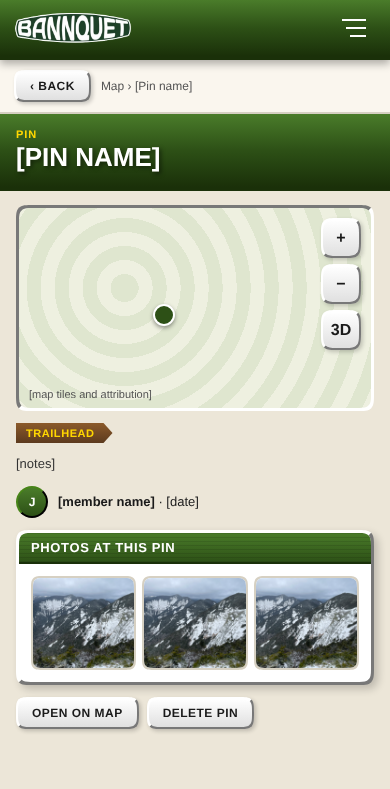 BANNQUET
‹ BACK Map › [Pin name]
PIN
[PIN NAME]
+
−
3D
[map tiles and attribution]
TRAILHEAD
[notes]
J [member name] · [date]
PHOTOS AT THIS PIN
OPEN ON MAP DELETE PIN